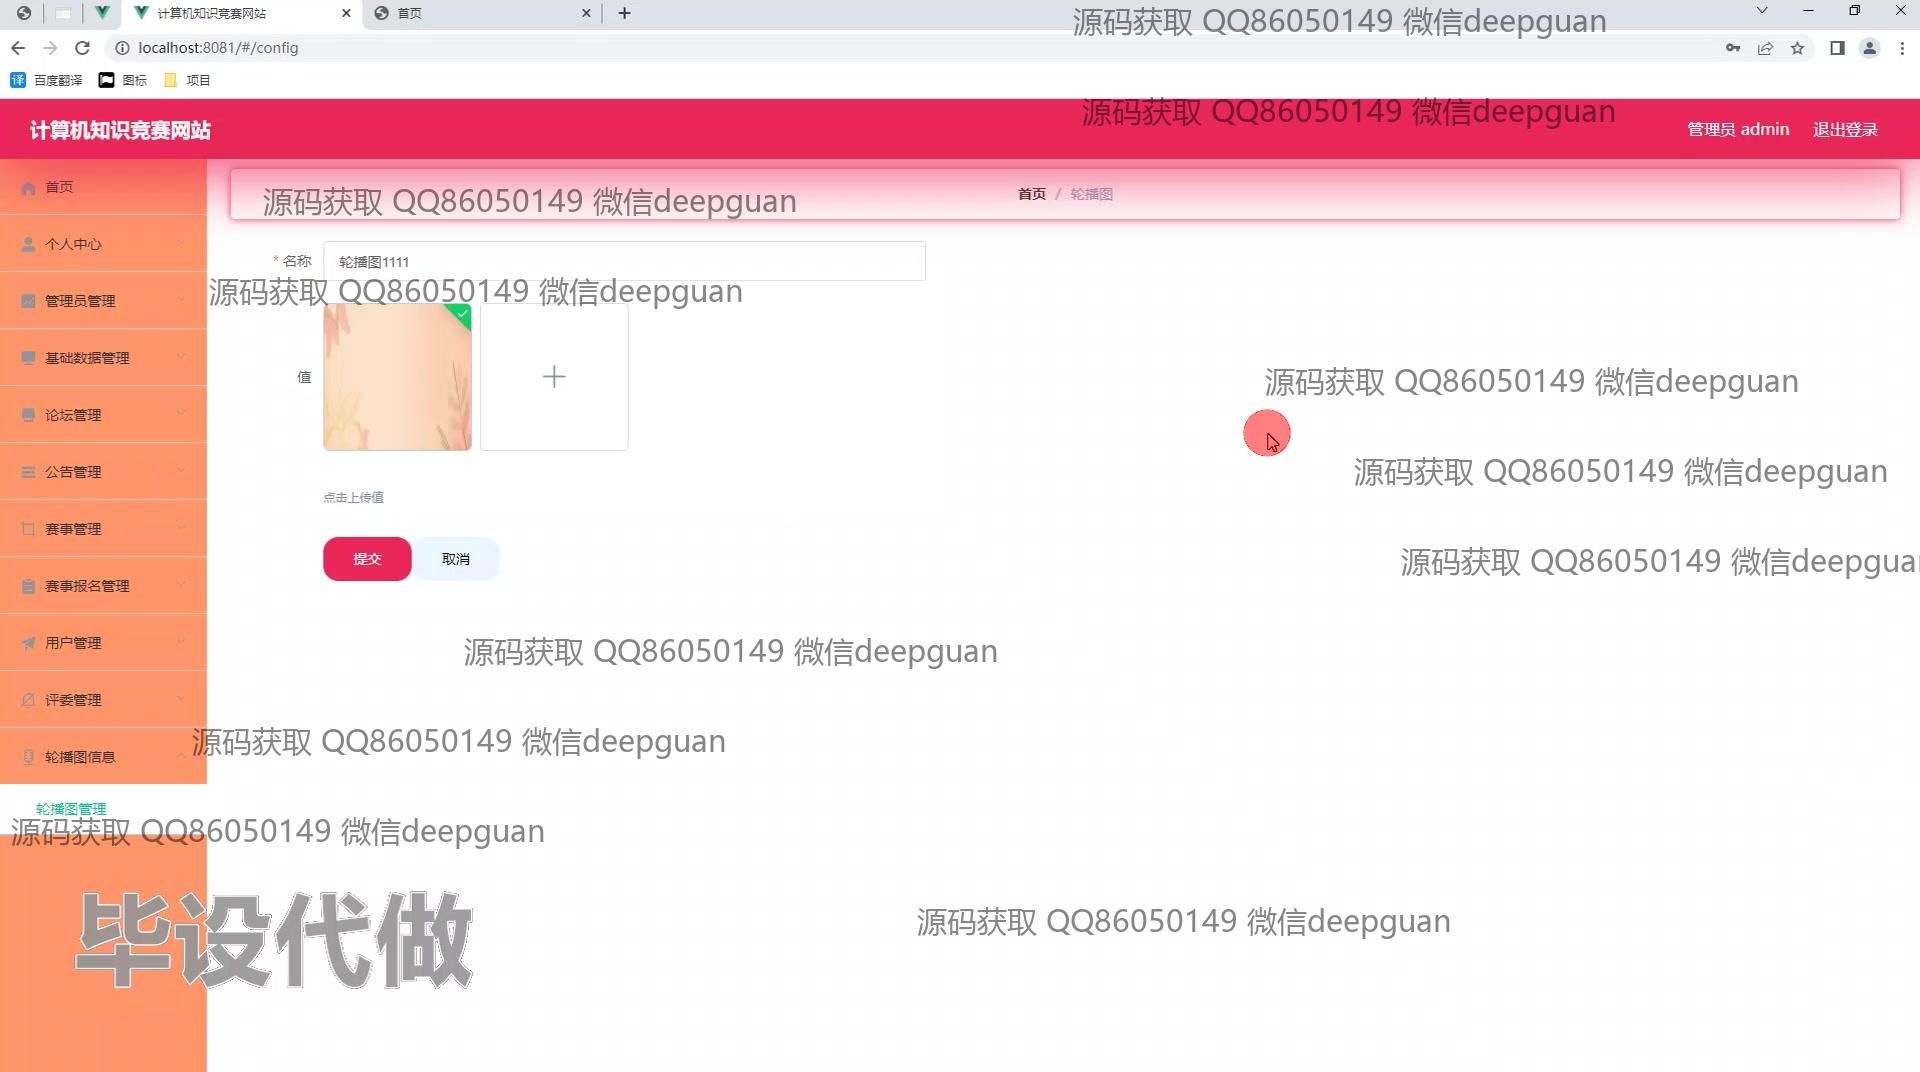 计算机知识竞赛网站
首页
源码获取 QQ86050149 微信deepguan
localhost:8081/#/config
百度翻译
图标
项目
源码获取 QQ86050149 微信deepguan
计算机知识竞赛网站
管理员 admin
退出登录
首页
源码获取 QQ86050149 微信deepguan
首页 / 轮播图
个人中心
* 名称
轮播图1111
源码获取 QQ86050149 微信deepguan
管理员管理
基础数据管理
值
源码获取 QQ86050149 微信deepguan
论坛管理
公告管理
源码获取 QQ86050149 微信deepguan
点击上传值
赛事管理
提交
取消
源码获取 QQ86050149 微信deepguan
赛事报名管理
用户管理
源码获取 QQ86050149 微信deepguan
评委管理
轮播图信息
源码获取 QQ86050149 微信deepguan
轮播图管理
源码获取 QQ86050149 微信deepguan
毕设代做
源码获取 QQ86050149 微信deepguan